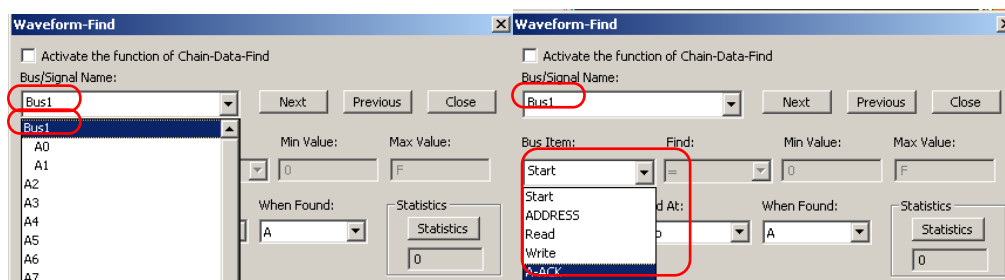 Waveform-Find
Activate the function of Chain-Data-Find
Bus/Signal Name:
Bus1
Next
Previous
Close
Bus1
A0
A1
A2
A3
A4
A5
A6
A7
Min Value:
Max Value:
0
F
When Found:
A
Statistics
Statistics
0
Waveform-Find
Activate the function of Chain-Data-Find
Bus/Signal Name:
Bus1
Next
Previous
Close
Bus Item:
Find:
Min Value:
Max Value:
Start
=
0
F
Start
ADDRESS
Read
Write
A-ACK
d At:
When Found:
A
Statistics
Statistics
0